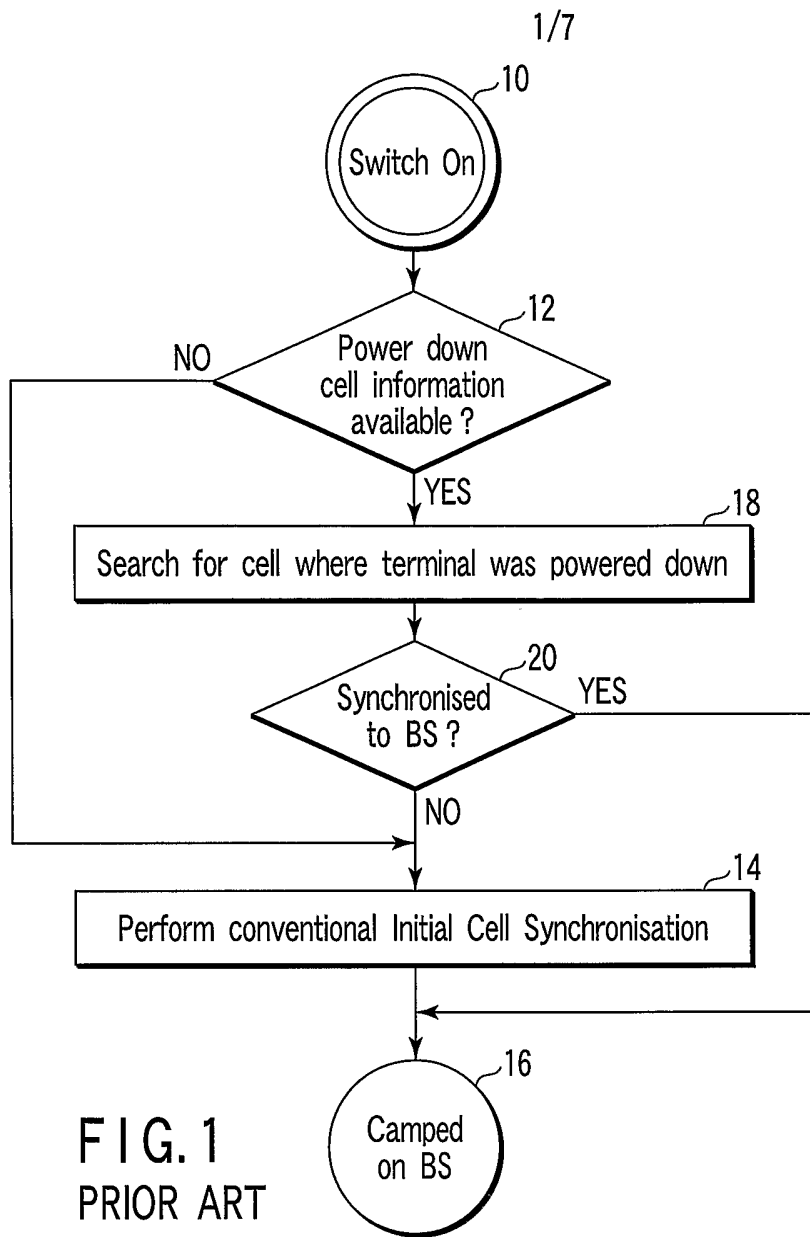 1/7
10
Switch On
12
NO
Power down
cell information
available ?
YES
18
Search for cell where terminal was powered down
20
Synchronised
to BS ?
YES
NO
14
Perform conventional Initial Cell Synchronisation
16
Camped
on BS
FIG. 1
PRIOR ART